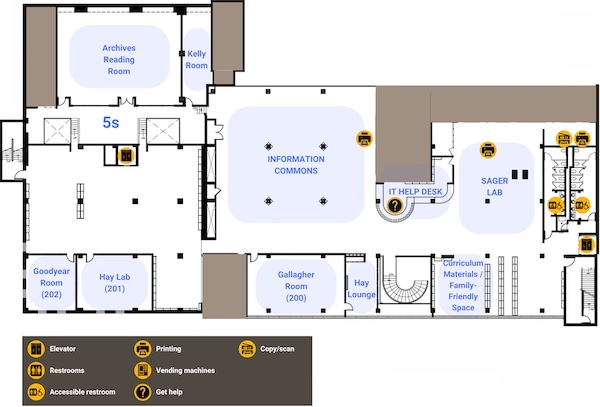 Archives
Reading
Room
Kelly
Room
5s
INFORMATION
COMMONS
IT HELP DESK
?
SAGER
LAB
Goodyear
Room
(202)
Hay Lab
(201)
Gallagher
Room
(200)
Hay
Lounge
Curriculum
Materials /
Family-
Friendly
Space
Elevator
Printing
Copy/scan
Restrooms
Vending machines
Accessible restroom
? Get help